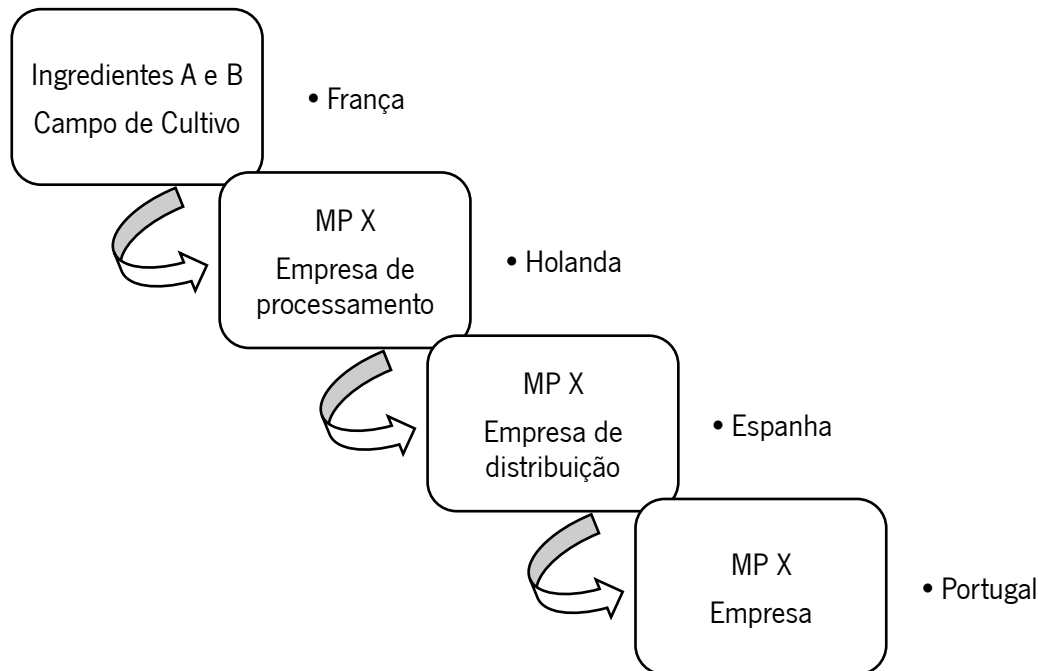 Ingredientes A e B
Campo de Cultivo
• França
MP X
Empresa de
processamento
• Holanda
MP X
Empresa de
distribuição
• Espanha
MP X
Empresa
• Portugal